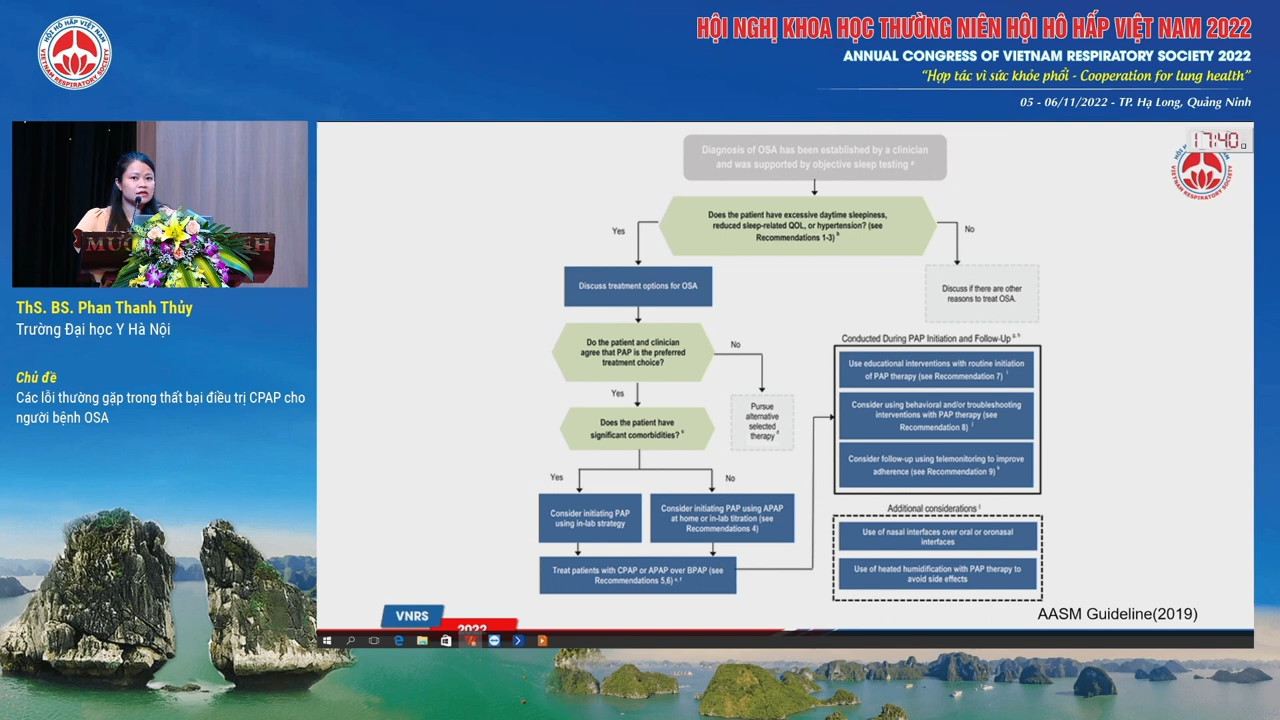 HỘI HÔ HẤP VIỆT NAM
VIETNAM RESPIRATORY SOCIETY
HỘI NGHỊ KHOA HỌC THƯỜNG NIÊN HỘI HÔ HẤP VIỆT NAM 2022
ANNUAL CONGRESS OF VIETNAM RESPIRATORY SOCIETY 2022
“Hợp tác vì sức khỏe phổi - Cooperation for lung health”
05 - 06/11/2022 - TP. Hạ Long, Quảng Ninh
ThS. BS. Phan Thanh Thủy
Trường Đại học Y Hà Nội
Chủ đề
Các lỗi thường gặp trong thất bại điều trị CPAP cho
người bệnh OSA
17:40
Diagnosis of OSA has been established by a clinician
and was supported by objective sleep testing a
Does the patient have excessive daytime sleepiness,
reduced sleep-related QOL, or hypertension? (see
Recommendations 1-3) b
Yes
No
Discuss treatment options for OSA
Discuss if there are other
reasons to treat OSA.
Do the patient and clinician
agree that PAP is the preferred
treatment choice?
No
Yes
Pursue
alternative
selected
therapy
Does the patient have
significant comorbidities? c
Yes
No
Consider initiating PAP
using in-lab strategy
Consider initiating PAP using APAP
at home or in-lab titration (see
Recommendations 4)
Treat patients with CPAP or APAP over BPAP (see
Recommendations 5,6) e, f
Conducted During PAP Initiation and Follow-Up g, h
Use educational interventions with routine initiation
of PAP therapy (see Recommendation 7) i
Consider using behavioral and/or troubleshooting
interventions with PAP therapy (see
Recommendation 8) j
Consider follow-up using telemonitoring to improve
adherence (see Recommendation 9) k
Additional considerations
Use of nasal interfaces over oral or oronasal
interfaces
Use of heated humidification with PAP therapy to
avoid side effects
AASM Guideline(2019)
VNRS
2022